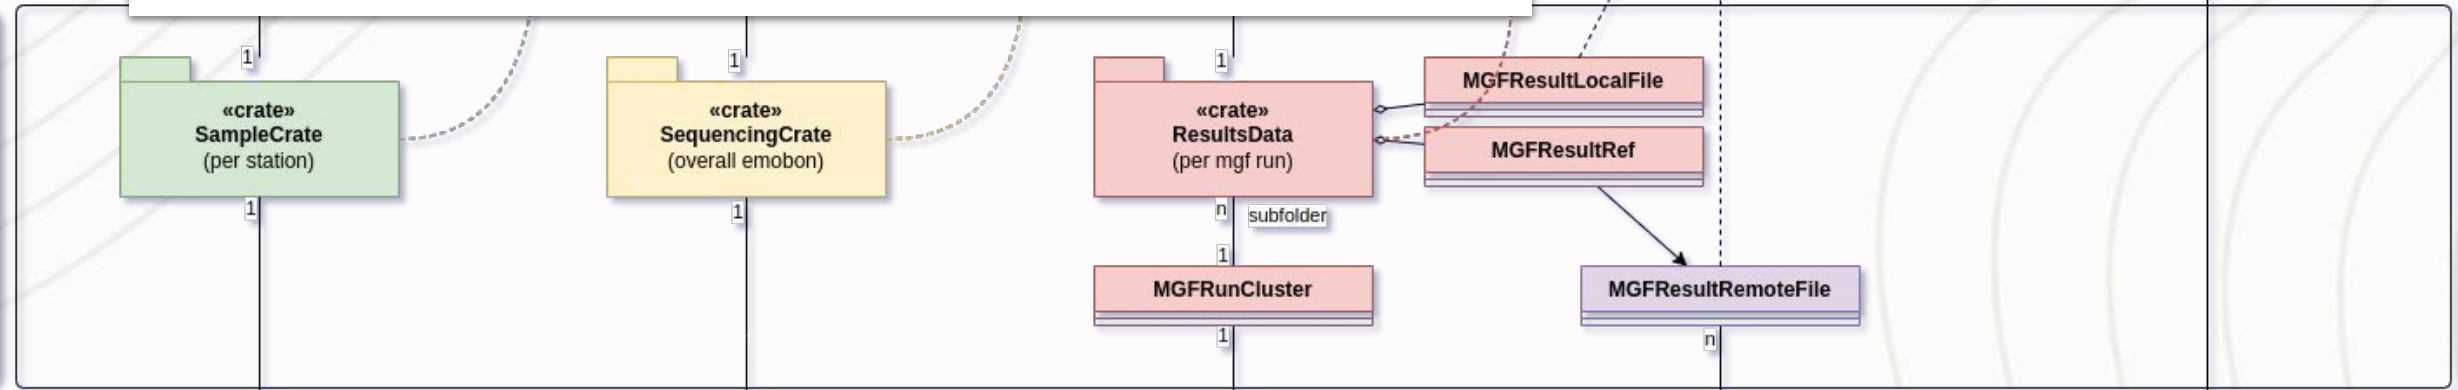 1
«crate»
SampleCrate
(per station)
1
1
«crate»
SequencingCrate
(overall emobon)
1
1
«crate»
ResultsData
(per mgf run)
n
subfolder
1
MGFRunCluster
1
MGFResultLocalFile
MGFResultRef
MGFResultRemoteFile
n